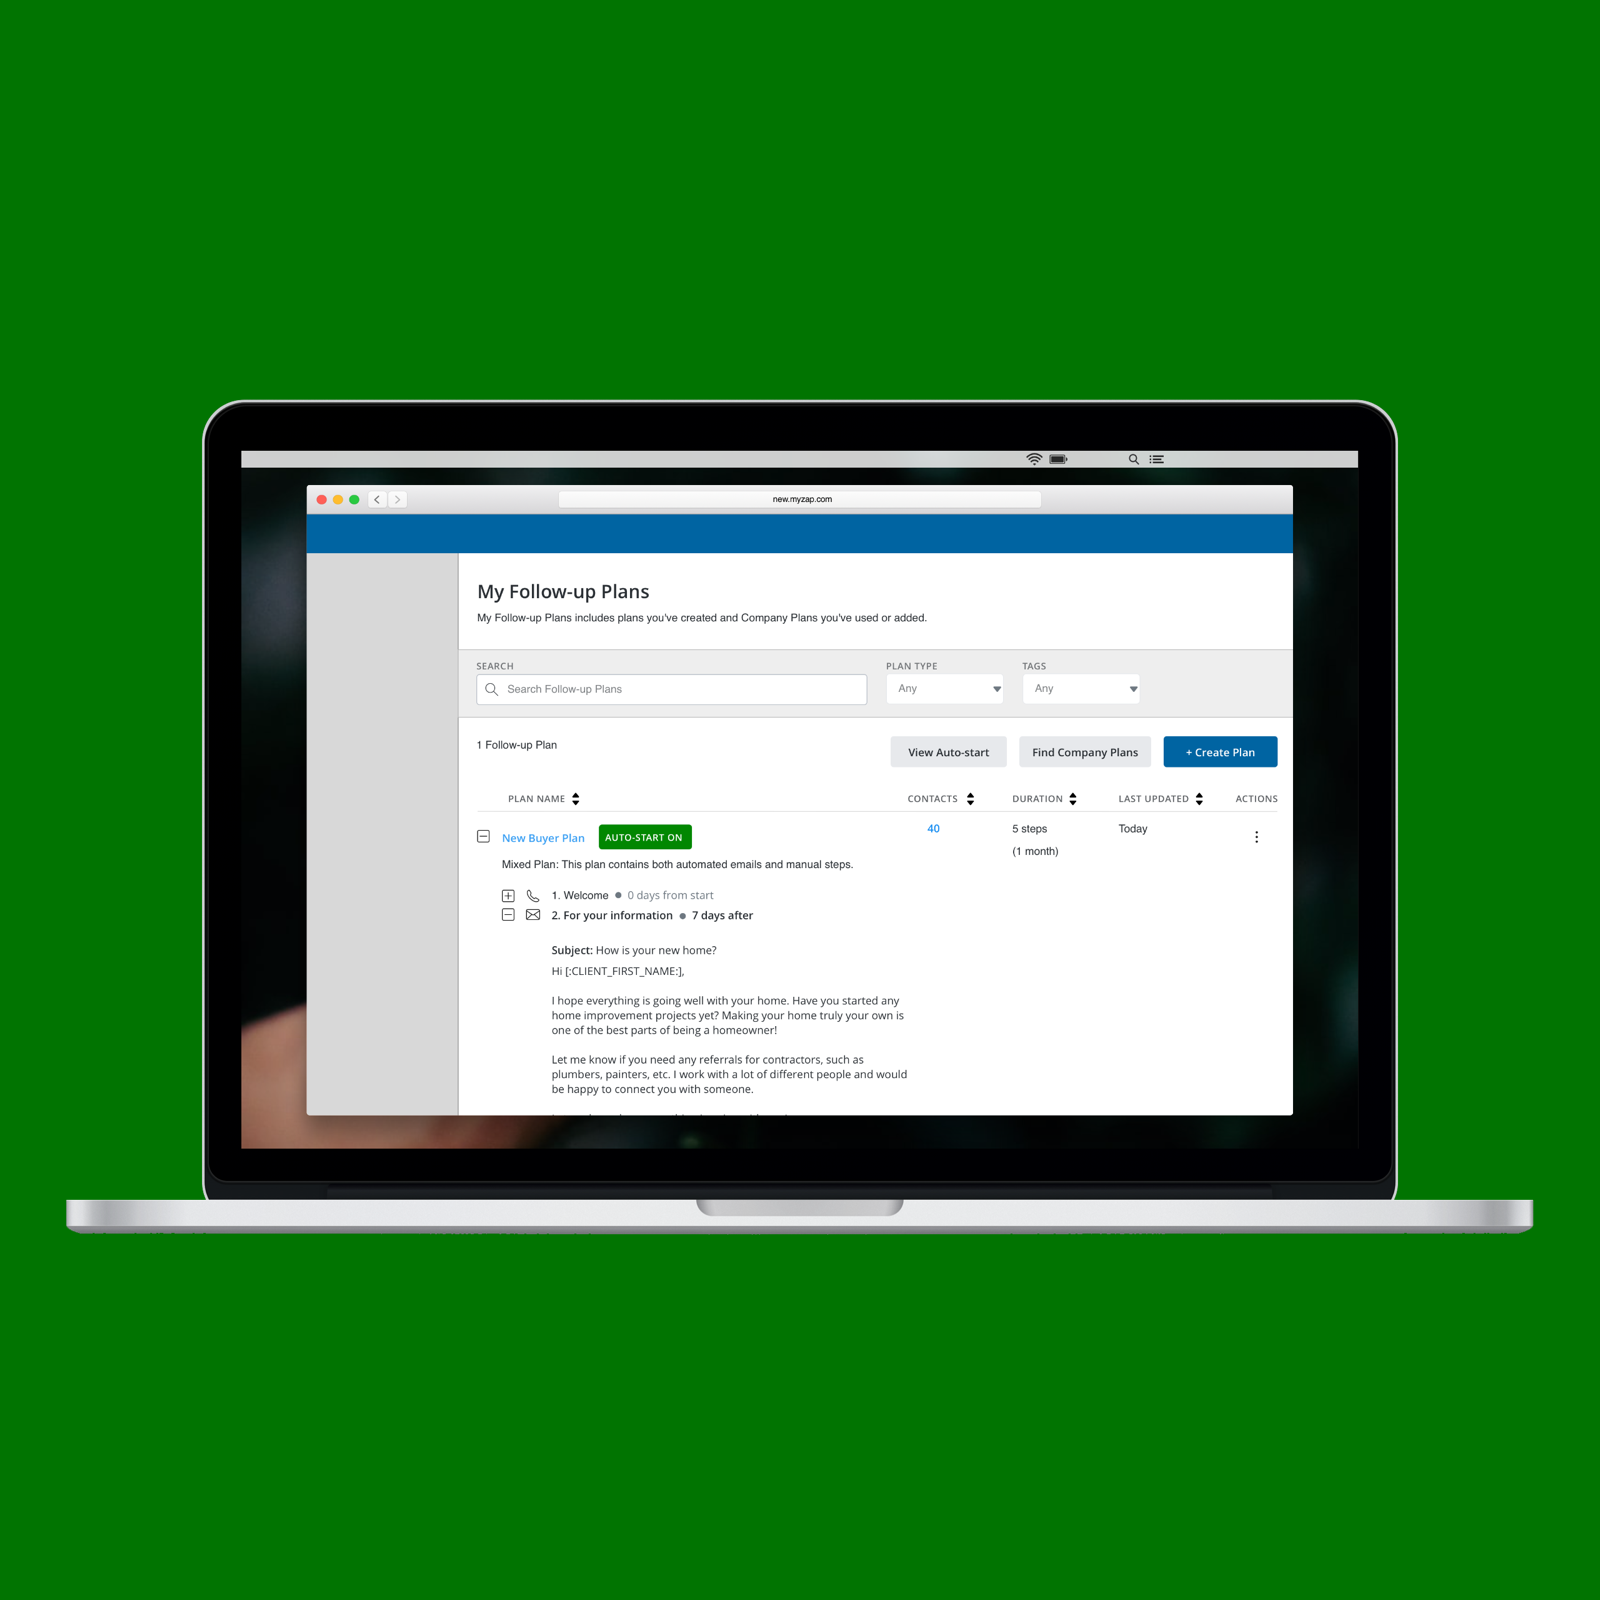 new.myzap.com
My Follow-up Plans
My Follow-up Plans includes plans you've created and Company Plans you've used or added.
SEARCH PLAN TYPE TAGS
Search Follow-up Plans Any Any
1 Follow-up Plan View Auto-start Find Company Plans + Create Plan
PLAN NAME CONTACTS DURATION LAST UPDATED ACTIONS
New Buyer Plan AUTO-START ON 40 5 steps Today
(1 month)
Mixed Plan: This plan contains both automated emails and manual steps.
1. Welcome ● 0 days from start
2. For your information ● 7 days after
Subject: How is your new home?
Hi [:CLIENT_FIRST_NAME:],
I hope everything is going well with your home. Have you started any
home improvement projects yet? Making your home truly your own is
one of the best parts of being a homeowner!
Let me know if you need any referrals for contractors, such as
plumbers, painters, etc. I work with a lot of different people and would
be happy to connect you with someone.